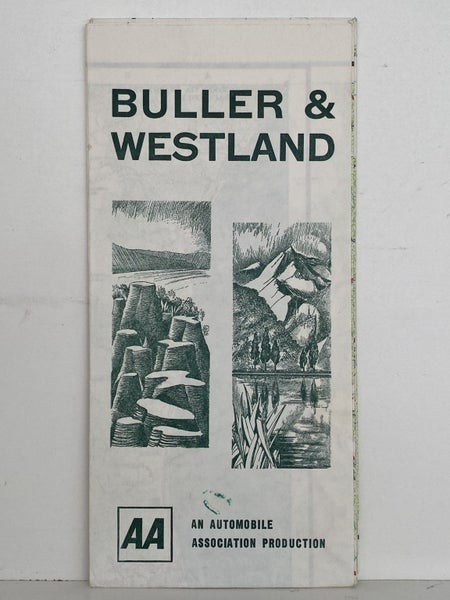 BULLER &
WESTLAND
AA
AN AUTOMOBILE
ASSOCIATION PRODUCTION